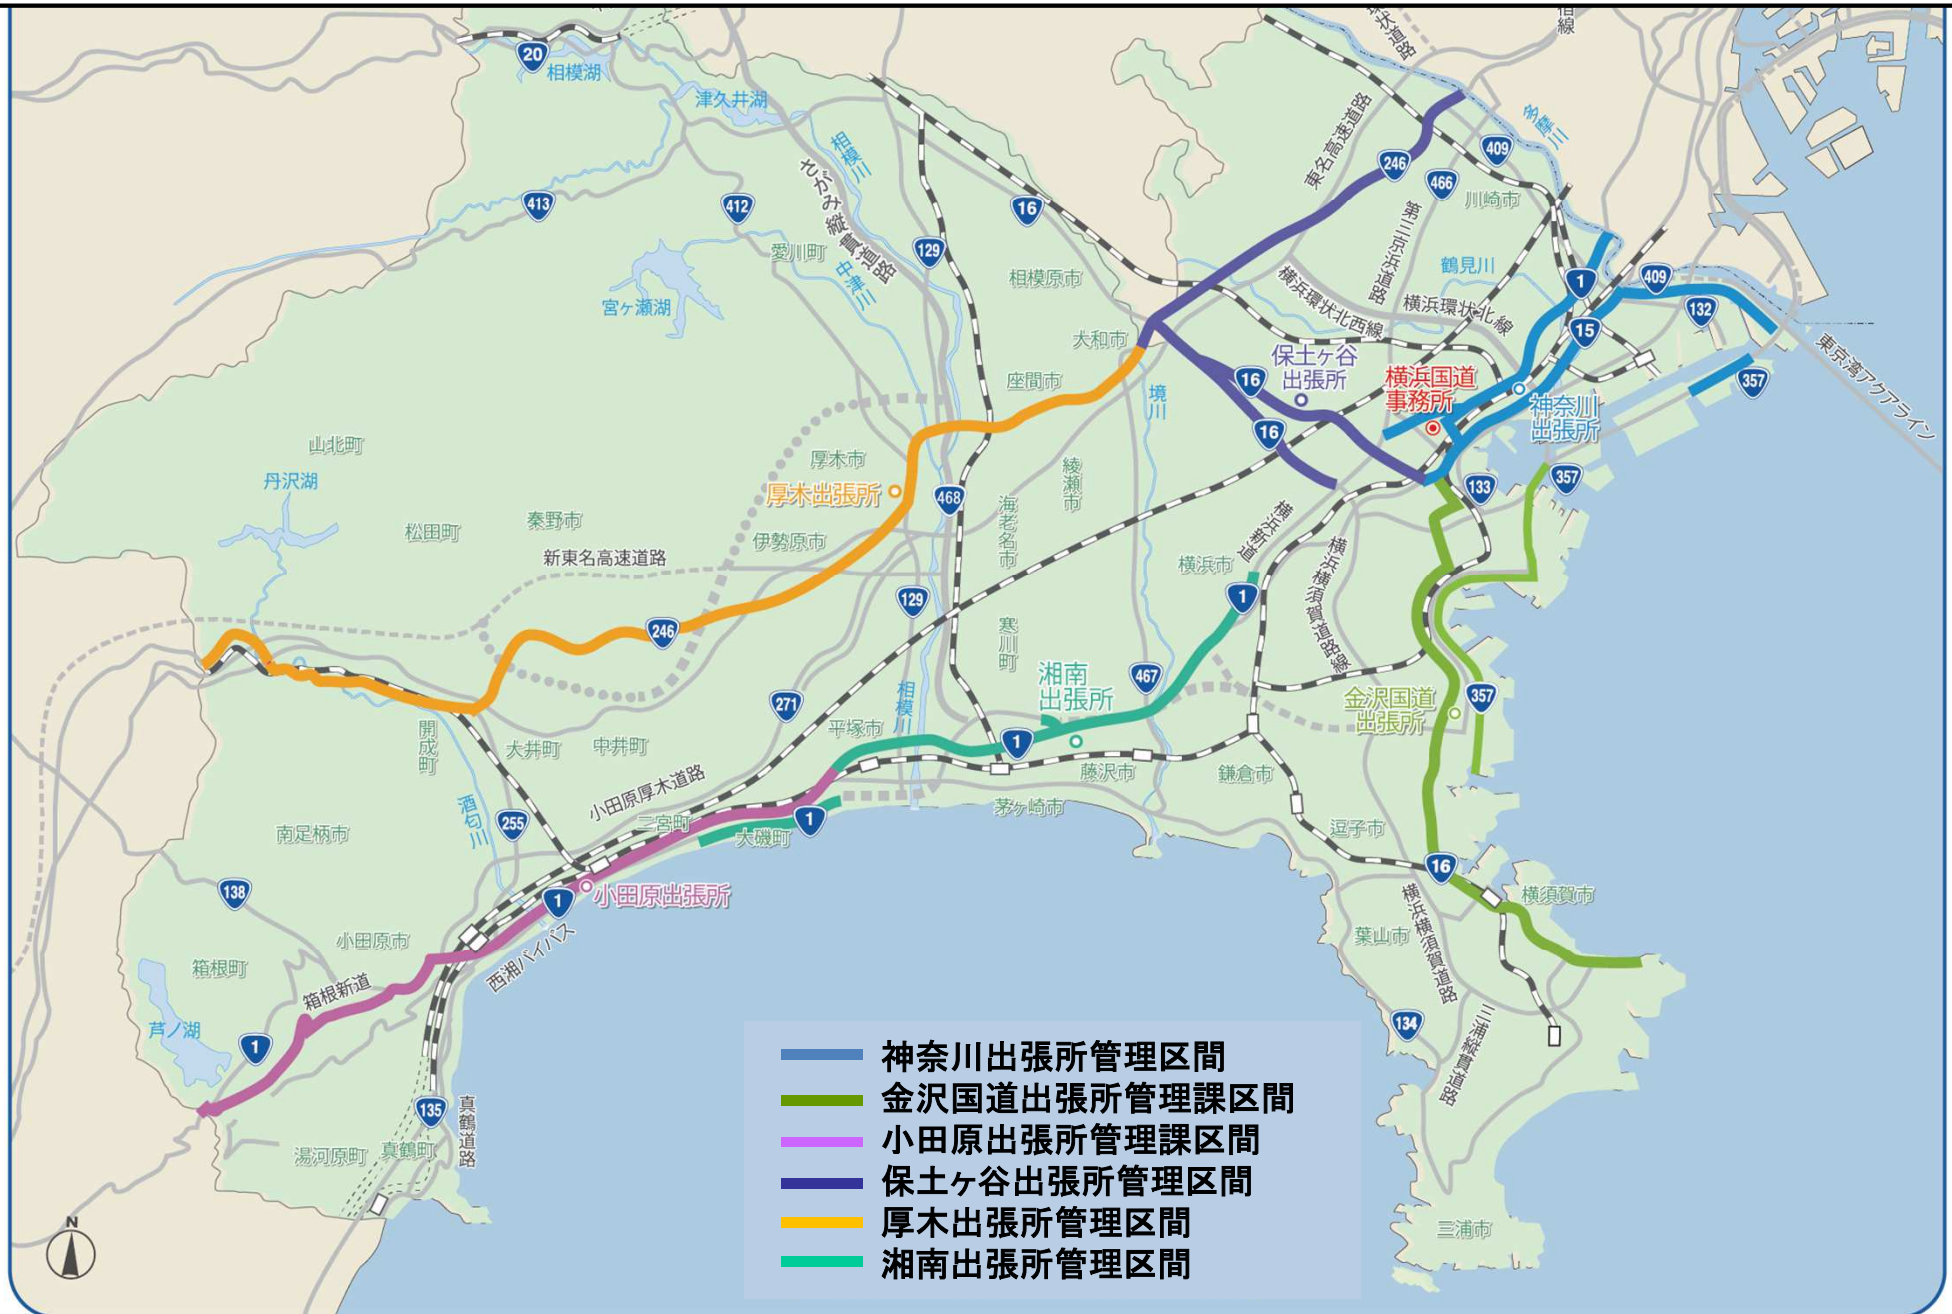 20
相模湖
津久井湖
相模川
さがみ縦貫道路
413
412
愛川町
中津川
宮ヶ瀬湖
129
16
相模原市
大和市
座間市
東名高速道路
246
466
409
多摩川
川崎市
第三京浜道路
鶴見川
横浜環状北西線
横浜環状北線
1
15
409
132
357
東京湾アクアライン
保土ヶ谷
出張所
16
16
横浜国道
事務所
神奈川
出張所
境川
山北町
丹沢湖
松田町
秦野市
新東名高速道路
厚木市
厚木出張所
伊勢原市
468
海老名市
綾瀬市
133
357
横浜新道
横浜市
1
横浜横須賀道路線
246
129
寒川町
湘南
出張所
467
金沢国道
出張所
357
271
平塚市
相模川
1
藤沢市
鎌倉市
茅ヶ崎市
逗子市
開成町
大井町
中井町
小田原厚木道路
二宮町
大磯町
1
酒匂川
255
南足柄市
138
小田原出張所
1
西湘バイパス
小田原市
箱根町
箱根新道
芦ノ湖
1
135
真鶴道路
湯河原町
真鶴町
16
横須賀市
葉山市
横浜横須賀道路
134
三浦縦貫道路
三浦市
N
神奈川出張所管理区間
金沢国道出張所管理課区間
小田原出張所管理課区間
保土ヶ谷出張所管理区間
厚木出張所管理区間
湘南出張所管理区間